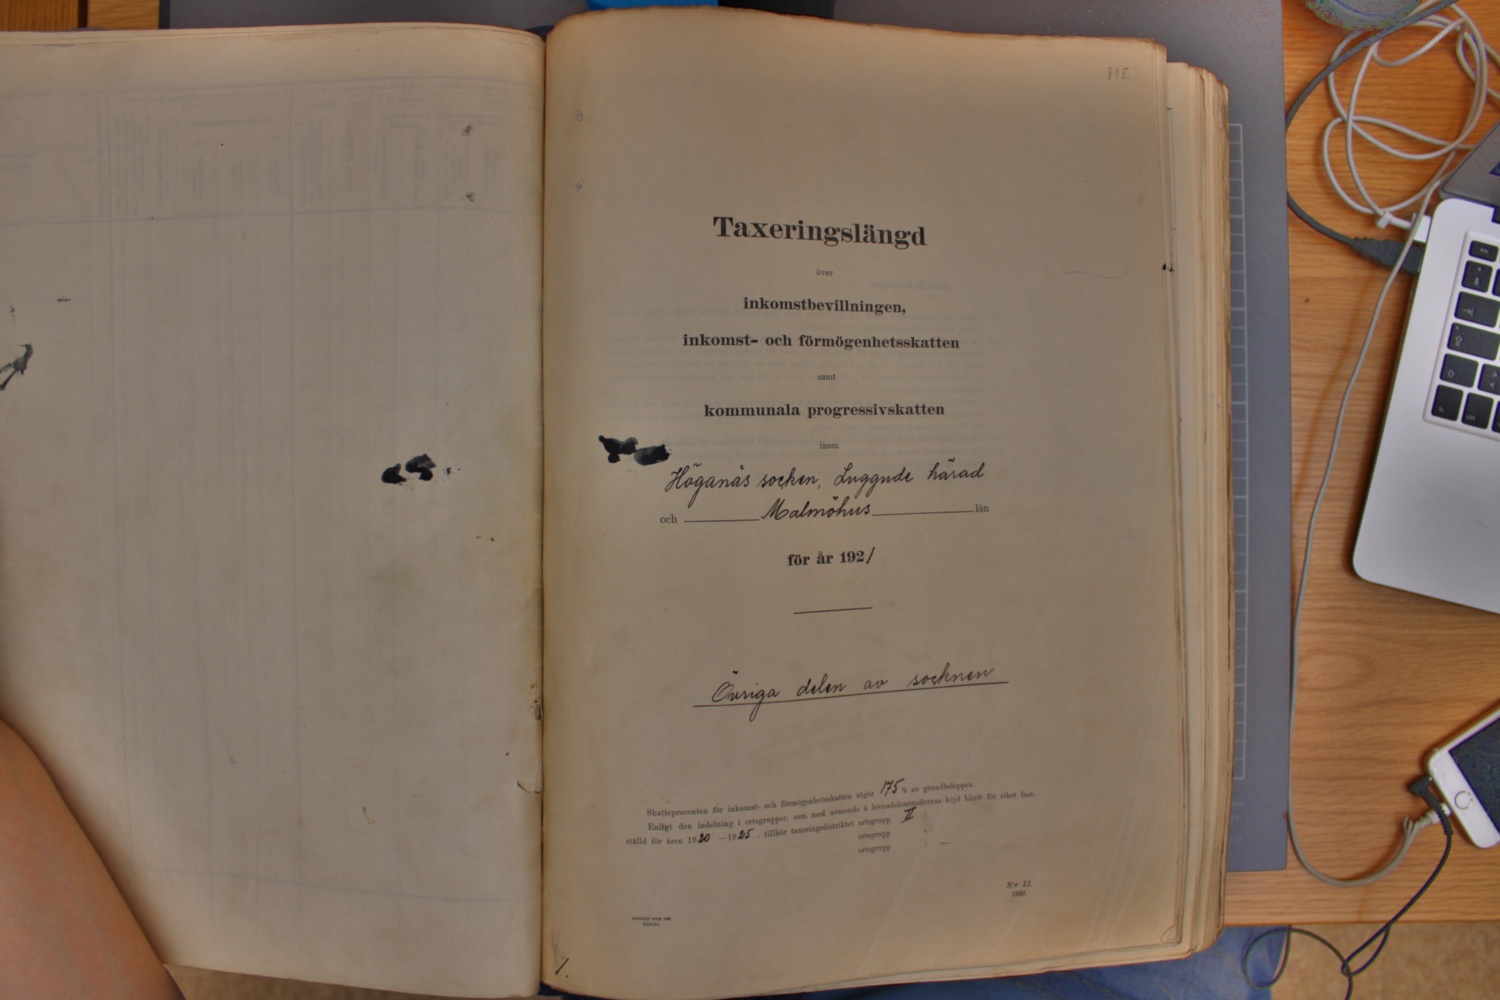 895.
Taxeringslängd
över
inkomstbevillningen,
inkomst- och förmögenhetsskatten
samt
kommunala progressivskatten
inom
Höganäs socken, Luggude härad
och Malmöhus län
för år 1921
Övriga delen av socknen
Skatteprocenten för inkomst- och förmögenhetsskatten utgör 175 % av grundbeloppen.
Enligt den indelning i ortsgrupper, som med avseende å levnadskostnadernas höjd blivit för riket fast-
ställd för åren 1920—1925, tillhör taxeringsdistriktet ortsgrupp II
ortsgrupp
ortsgrupp
N:r 12.
1920.
1.